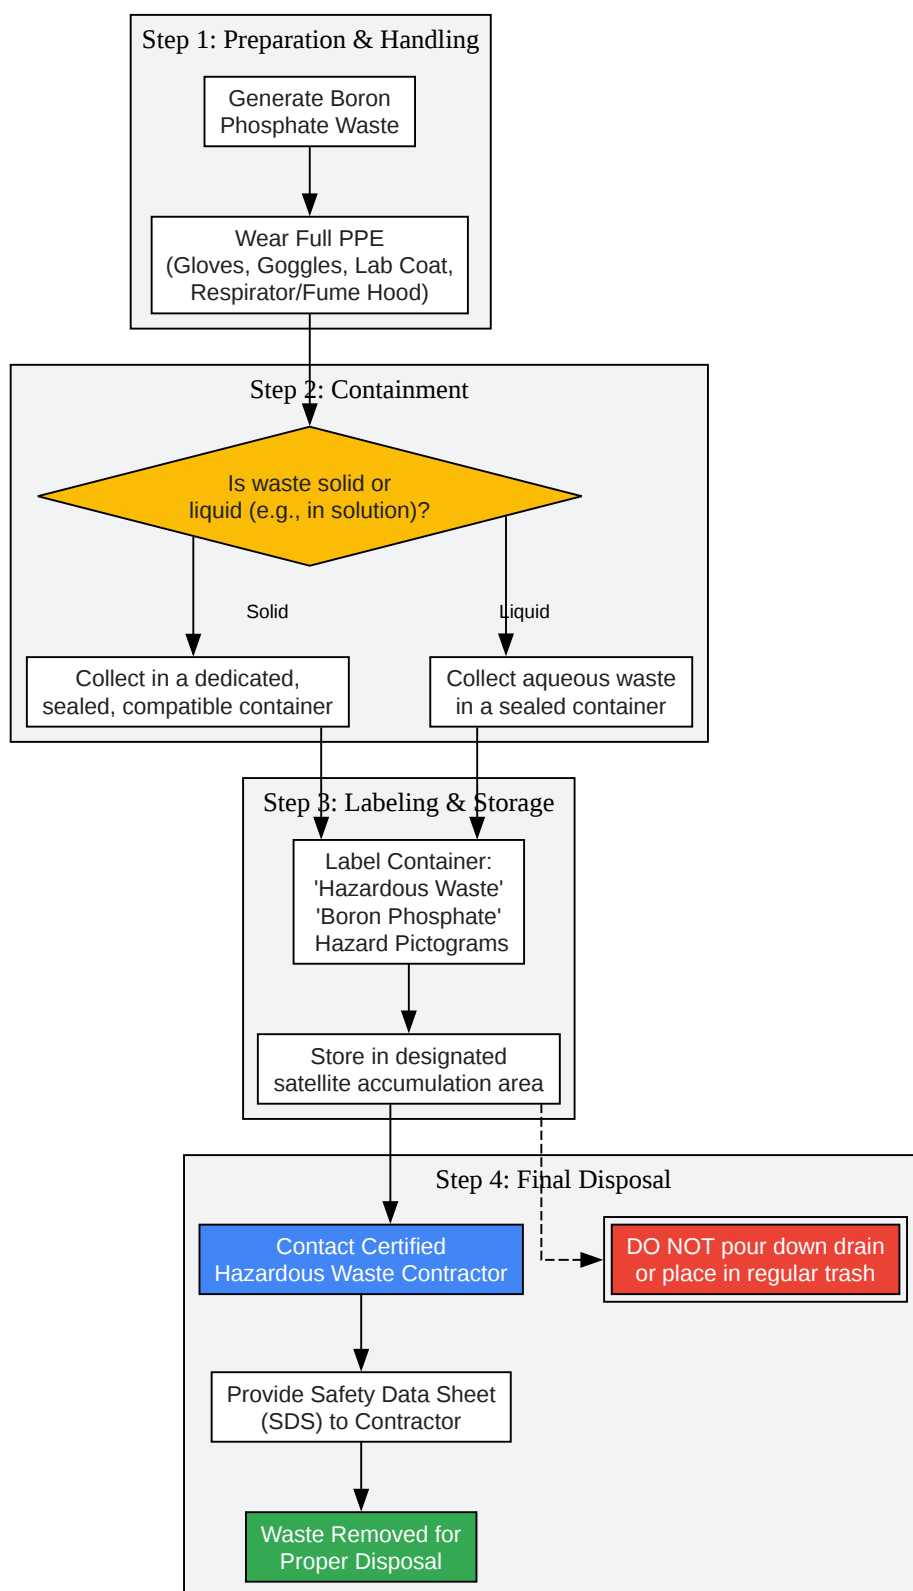 Step 1: Preparation & Handling
Generate Boron
Phosphate Waste
Wear Full PPE
(Gloves, Goggles, Lab Coat,
Respirator/Fume Hood)
Step 2: Containment
Is waste solid or
liquid (e.g., in solution)?
Solid
Liquid
Collect in a dedicated,
sealed, compatible container
Collect aqueous waste
in a sealed container
Step 3: Labeling & Storage
Label Container:
'Hazardous Waste'
'Boron Phosphate'
Hazard Pictograms
Store in designated
satellite accumulation area
Step 4: Final Disposal
Contact Certified
Hazardous Waste Contractor
DO NOT pour down drain
or place in regular trash
Provide Safety Data Sheet
(SDS) to Contractor
Waste Removed for
Proper Disposal